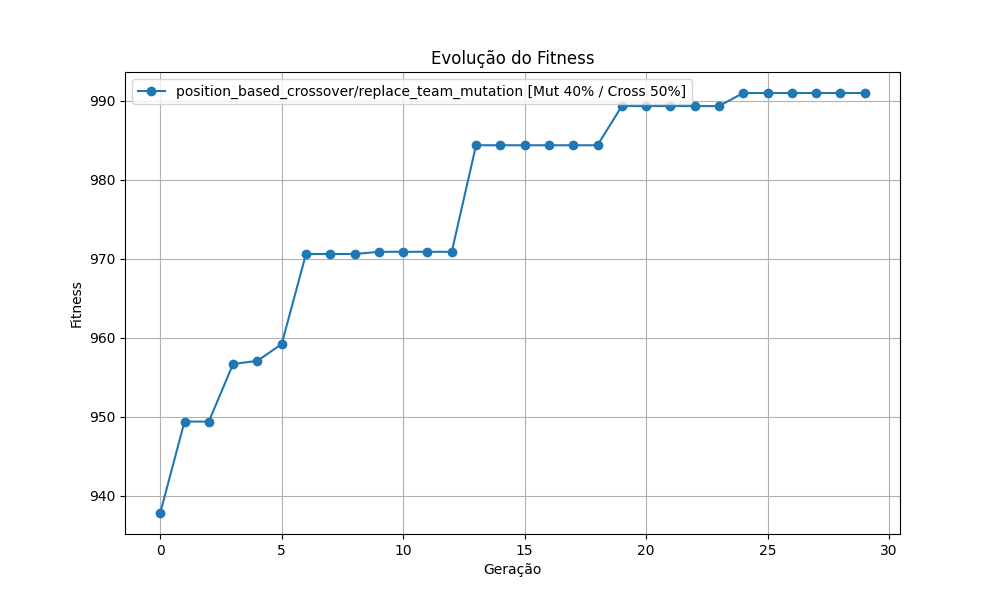 Evolução do Fitness
position_based_crossover/replace_team_mutation [Mut 40% / Cross 50%]
990
980
970
960
950
940
Fitness
0 5 10 15 20 25 30
Geração